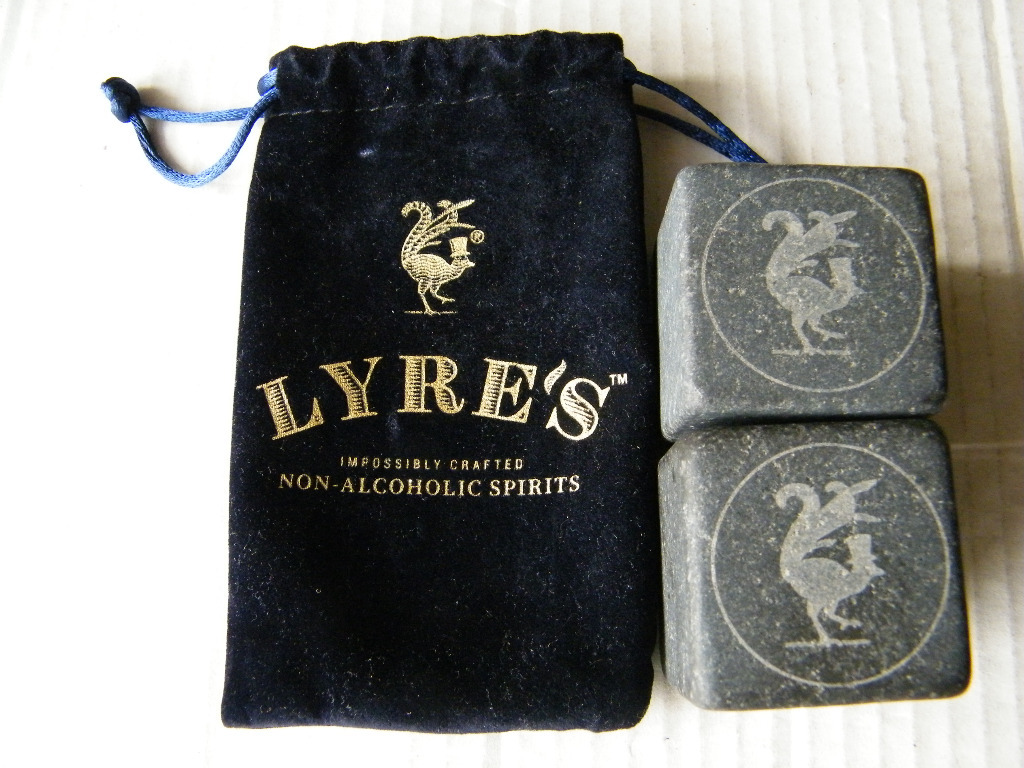 ®
LYRE'S™
IMPOSSIBLY CRAFTED
NON-ALCOHOLIC SPIRITS